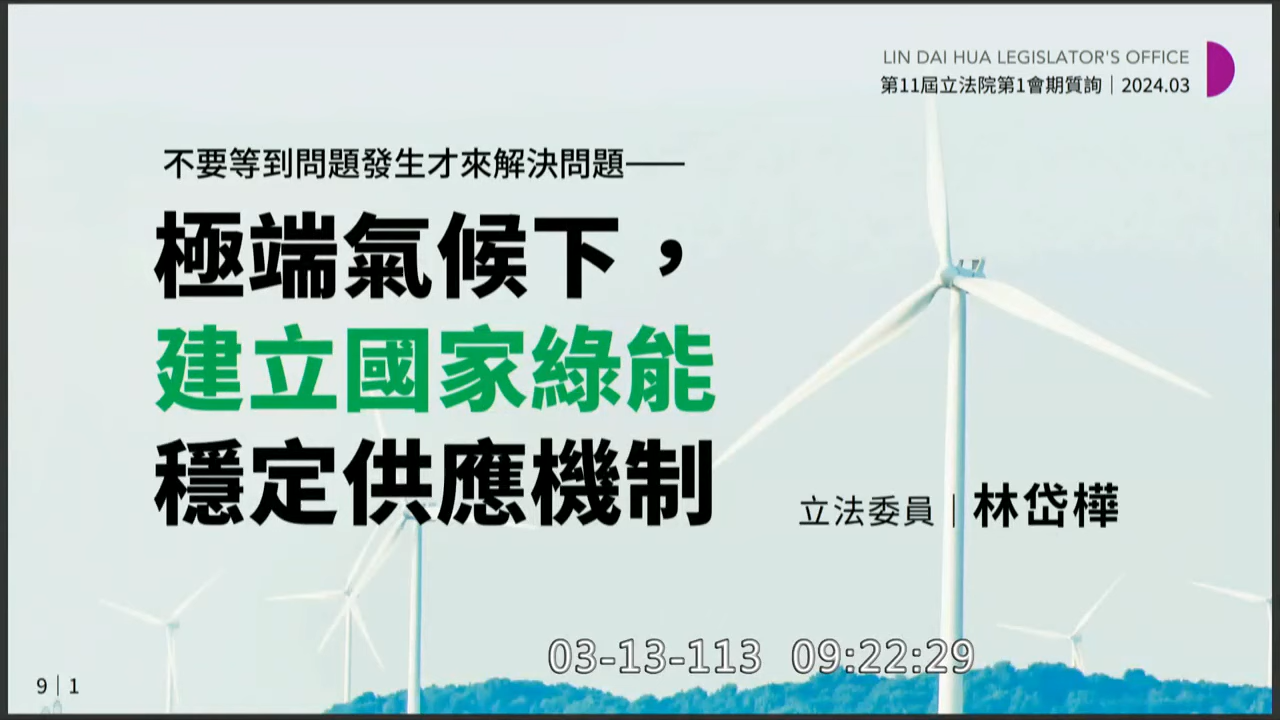 LIN DAI HUA LEGISLATOR'S OFFICE
第11屆立法院第1會期質詢｜2024.03
不要等到問題發生才來解決問題——
極端氣候下，
建立國家綠能
穩定供應機制
立法委員｜林岱樺
03-13-113 09:22:29
9｜1